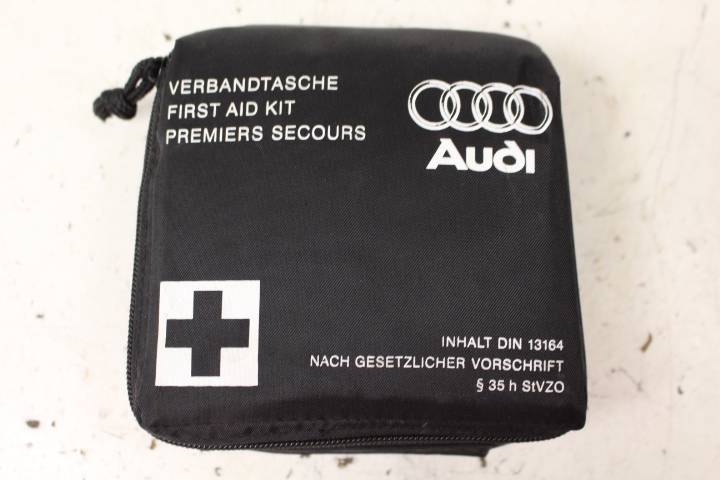 VERBANDTASCHE
FIRST AID KIT
PREMIERS SECOURS
Audi
INHALT DIN 13164
NACH GESETZLICHER VORSCHRIFT
§ 35 h StVZO